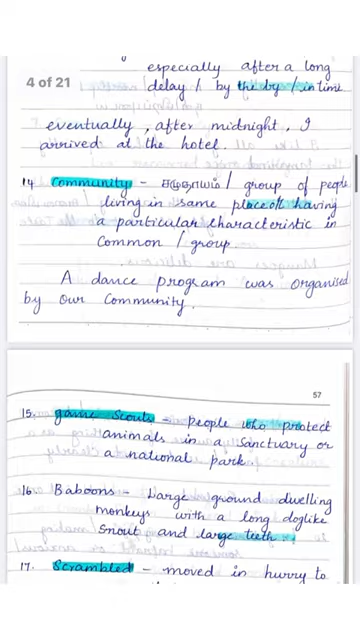 especially after a long
4 of 21
delay / by the by / in time
eventually, after midnight, I
arrived at the hotel.
14. Community - சமுதாயம் / group of people
living in same place or having
a particular characteristic in
common / group.
A dance program was organised
by our community.
57
15. game scouts - people who protect
animals in a sanctuary or
a national park.
16 Baboons - Large ground dwelling
monkeys with a long doglike
snout and large teeth.
17. Scrambled - moved in hurry to